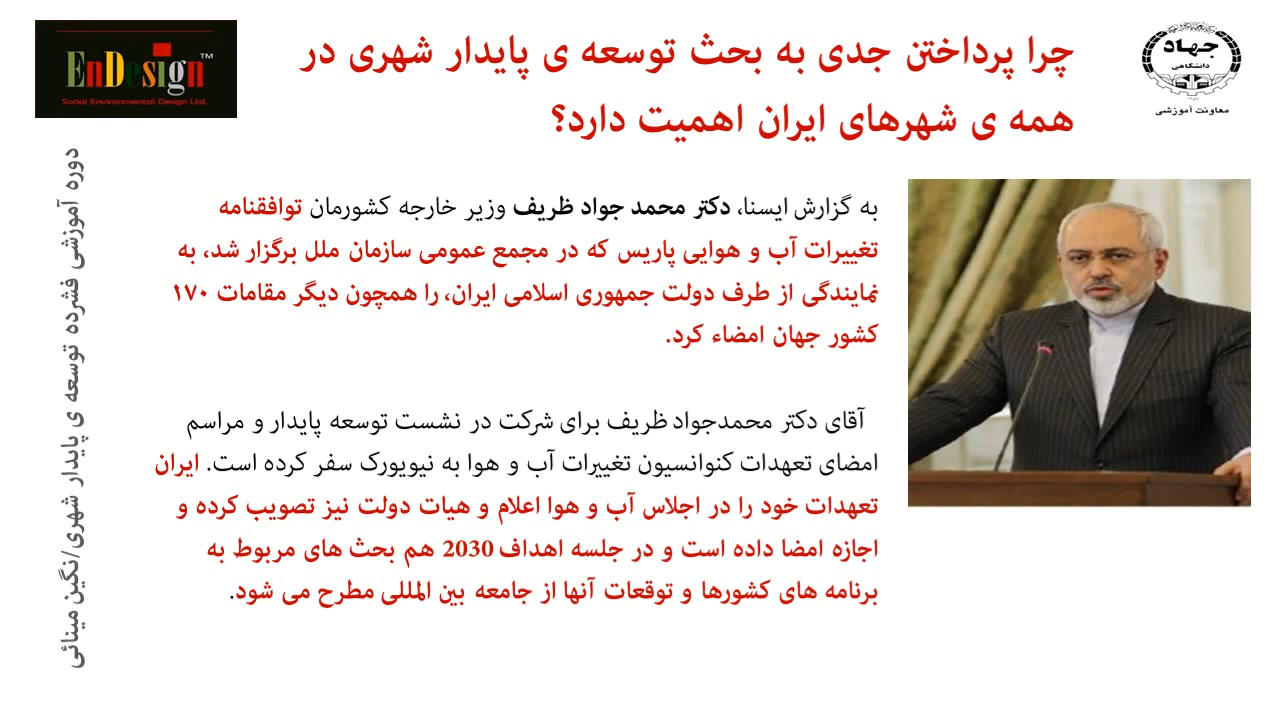 EnDesign™
Social Environmental Design Ltd.
جهاد
دانشگاهی
معاونت آموزشی
چرا پرداختن جدی به بحث توسعه ی پایدار شهری در
همه ی شهرهای ایران اهمیت دارد؟
به گزارش ایسنا، دکتر محمد جواد ظریف وزیر خارجه کشورمان توافقنامه
تغییرات آب و هوایی پاریس که در مجمع عمومی سازمان ملل برگزار شد، به
نمایندگی از طرف دولت جمهوری اسلامی ایران، را همچون دیگر مقامات ۱۷۰
کشور جهان امضاء کرد.
آقای دکتر محمدجواد ظریف برای شرکت در نشست توسعه پایدار و مراسم
امضای تعهدات کنوانسیون تغییرات آب و هوا به نیویورک سفر کرده است. ایران
تعهدات خود را در اجلاس آب و هوا اعلام و هیات دولت نیز تصویب کرده و
اجازه امضا داده است و در جلسه اهداف 2030 هم بحث های مربوط به
برنامه های کشورها و توقعات آنها از جامعه بین المللی مطرح می شود.
دوره آموزشی فشرده توسعه ی پایدار شهری/نگین مینائی